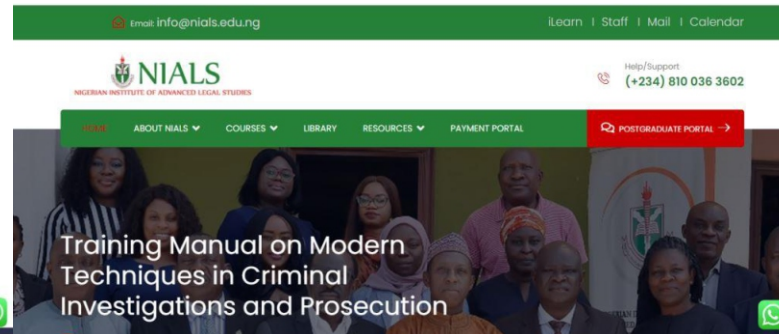 Email: info@nials.edu.ng
iLearn | Staff | Mail | Calendar
NIALS
NIGERIAN INSTITUTE OF ADVANCED LEGAL STUDIES
Help/Support
(+234) 810 036 3602
HOME
ABOUT NIALS
COURSES
LIBRARY
RESOURCES
PAYMENT PORTAL
POSTGRADUATE PORTAL
Training Manual on Modern
Techniques in Criminal
Investigations and Prosecution